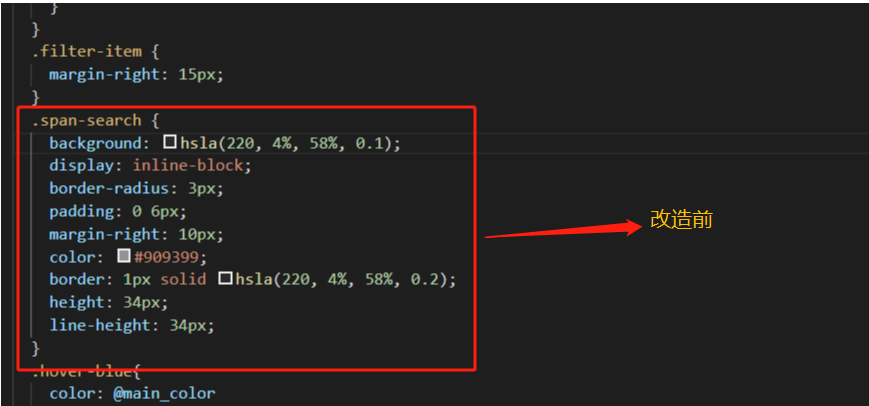 }
}
.filter-item {
margin-right: 15px;
}
.span-search {
background: hsla(220, 4%, 58%, 0.1);
display: inline-block;
border-radius: 3px;
padding: 0 6px;
margin-right: 10px;
color: #909399;
border: 1px solid hsla(220, 4%, 58%, 0.2);
height: 34px;
line-height: 34px;
}
.hover-blue{
color: @main_color
改造前